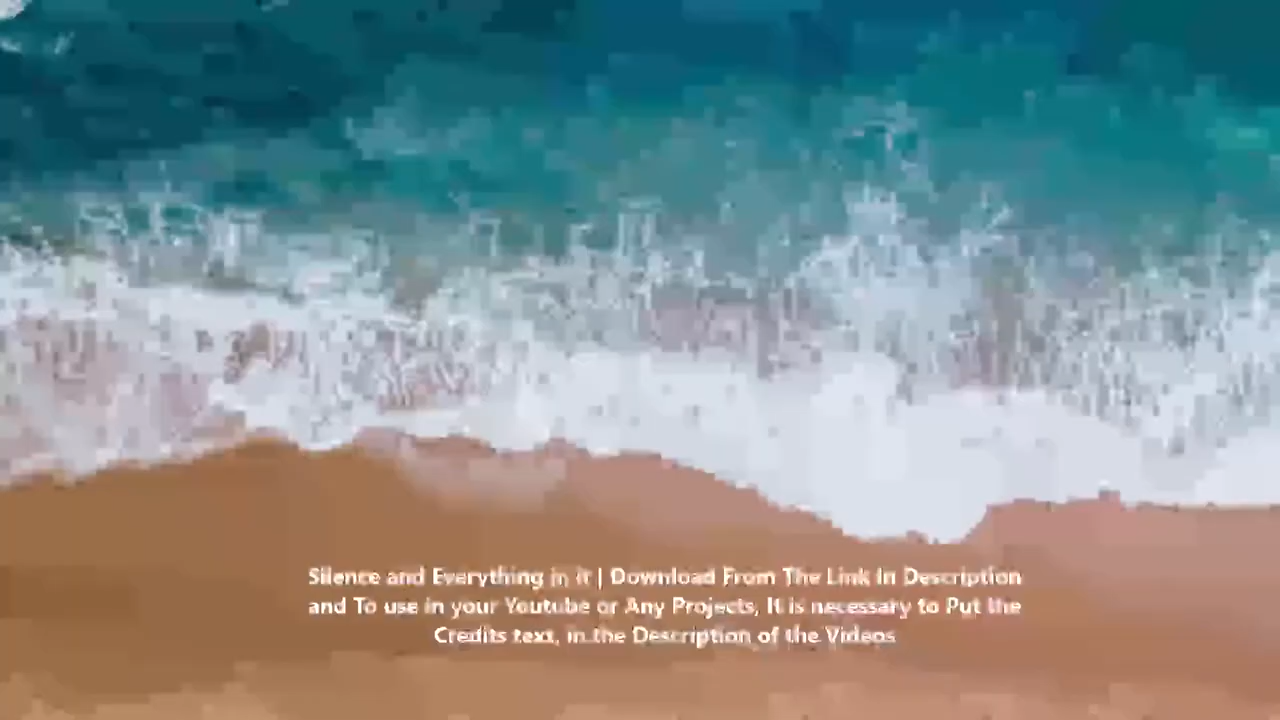 Silence and Everything in it | Download From The Link In Description
and To use in your Youtube or Any Projects, It is necessary to Put the
Credits text, in the Description of the Videos